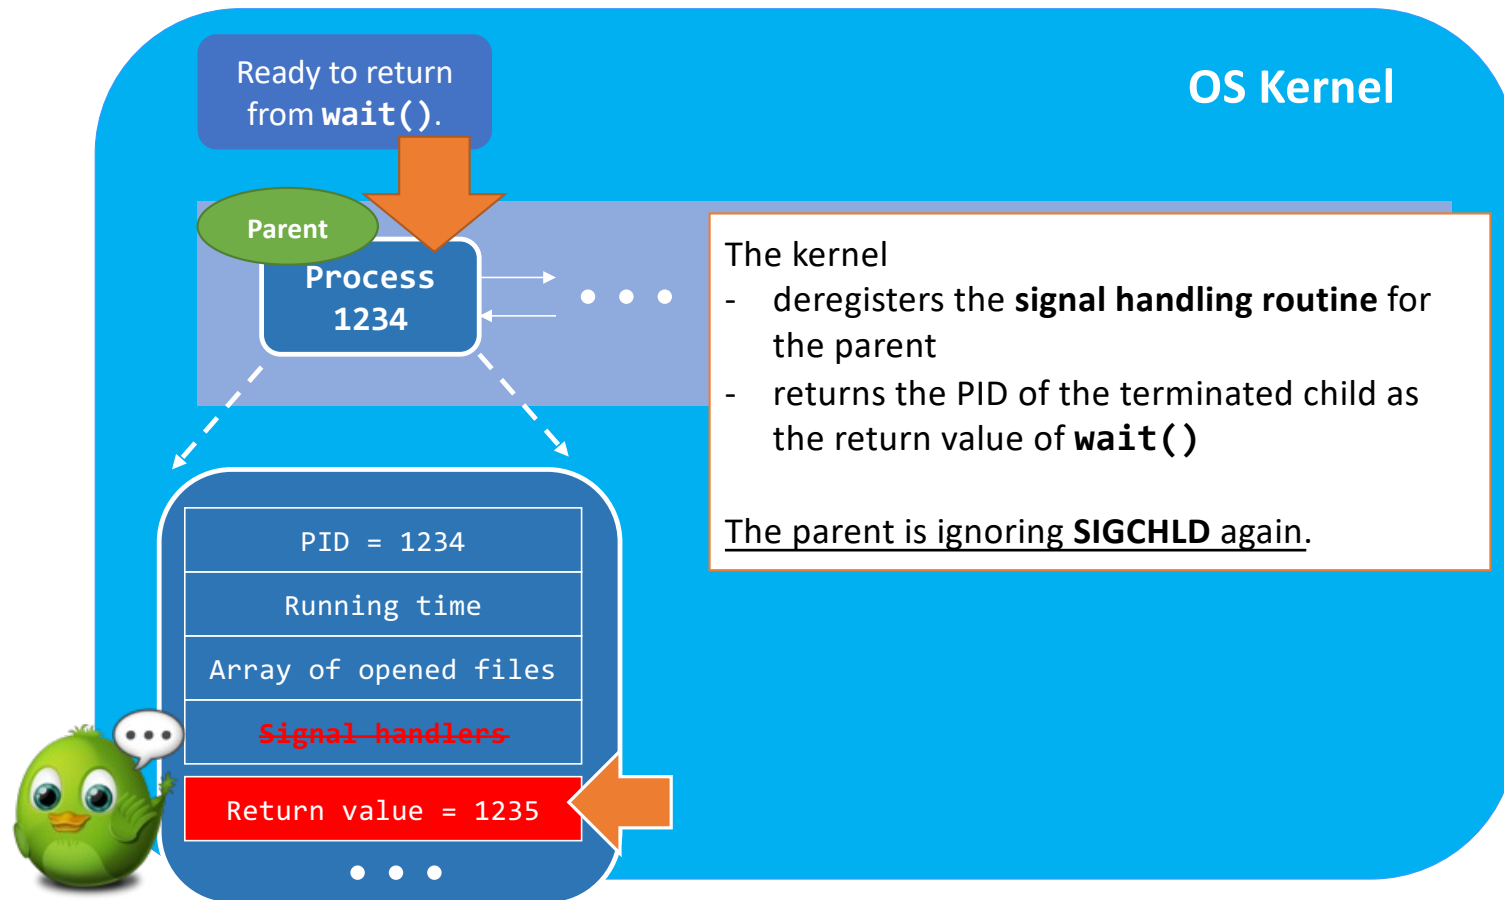 Ready to return
from wait().
OS Kernel
Parent
Process
1234
The kernel
- deregisters the signal handling routine for
the parent
- returns the PID of the terminated child as
the return value of wait()
The parent is ignoring SIGCHLD again.
PID = 1234
Running time
Array of opened files
Signal handlers
Return value = 1235